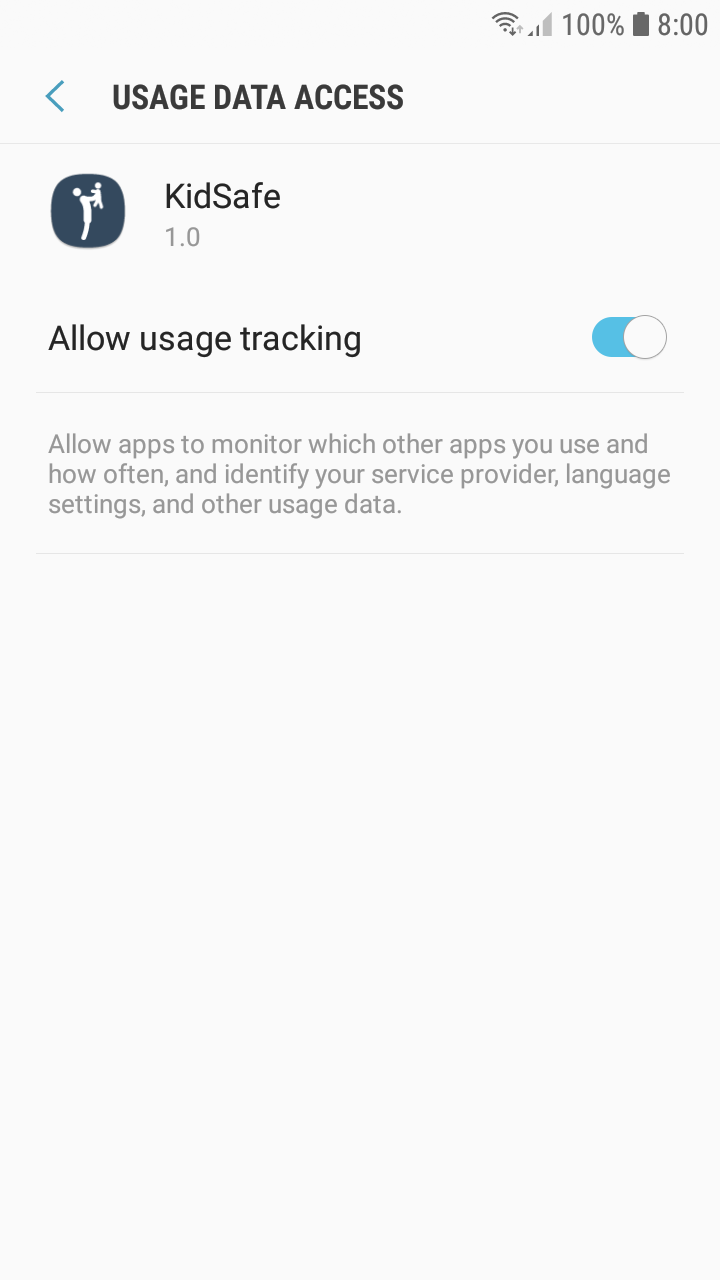 100% 8:00
USAGE DATA ACCESS
KidSafe
1.0
Allow usage tracking
Allow apps to monitor which other apps you use and
how often, and identify your service provider, language
settings, and other usage data.